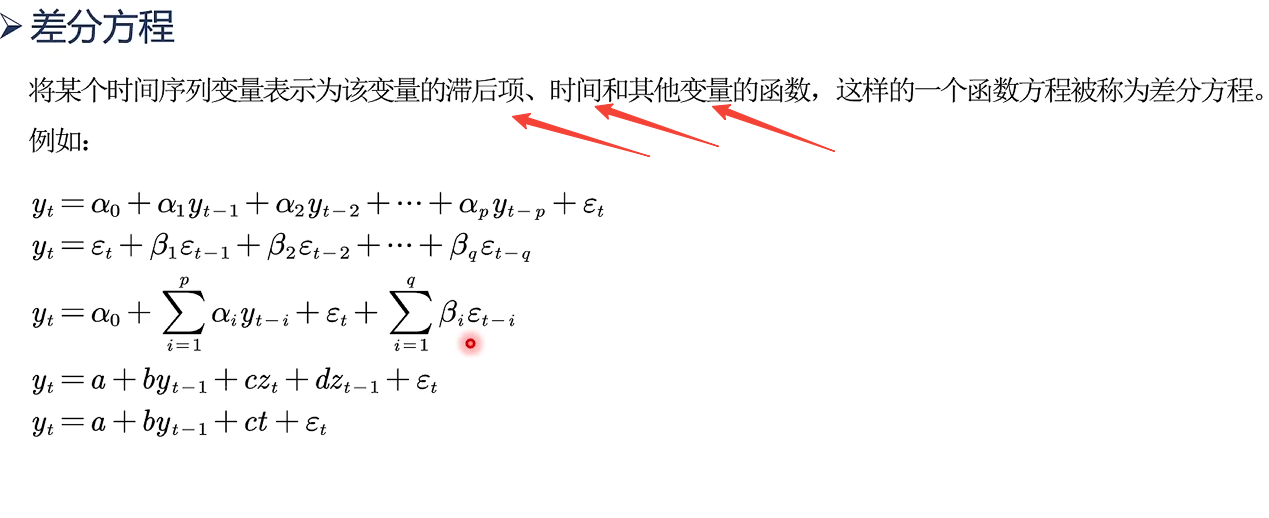 ➢ 差分方程
将某个时间序列变量表示为该变量的滞后项、时间和其他变量的函数，这样的一个函数方程被称为差分方程。
例如：
$y_t = \alpha_0 + \alpha_1 y_{t-1} + \alpha_2 y_{t-2} + \cdots + \alpha_p y_{t-p} + \varepsilon_t$
$y_t = \varepsilon_t + \beta_1 \varepsilon_{t-1} + \beta_2 \varepsilon_{t-2} + \cdots + \beta_q \varepsilon_{t-q}$
$y_t = \alpha_0 + \sum_{i=1}^{p} \alpha_i y_{t-i} + \varepsilon_t + \sum_{i=1}^{q} \beta_i \varepsilon_{t-i}$
$y_t = a + b y_{t-1} + c z_t + d z_{t-1} + \varepsilon_t$
$y_t = a + b y_{t-1} + ct + \varepsilon_t$